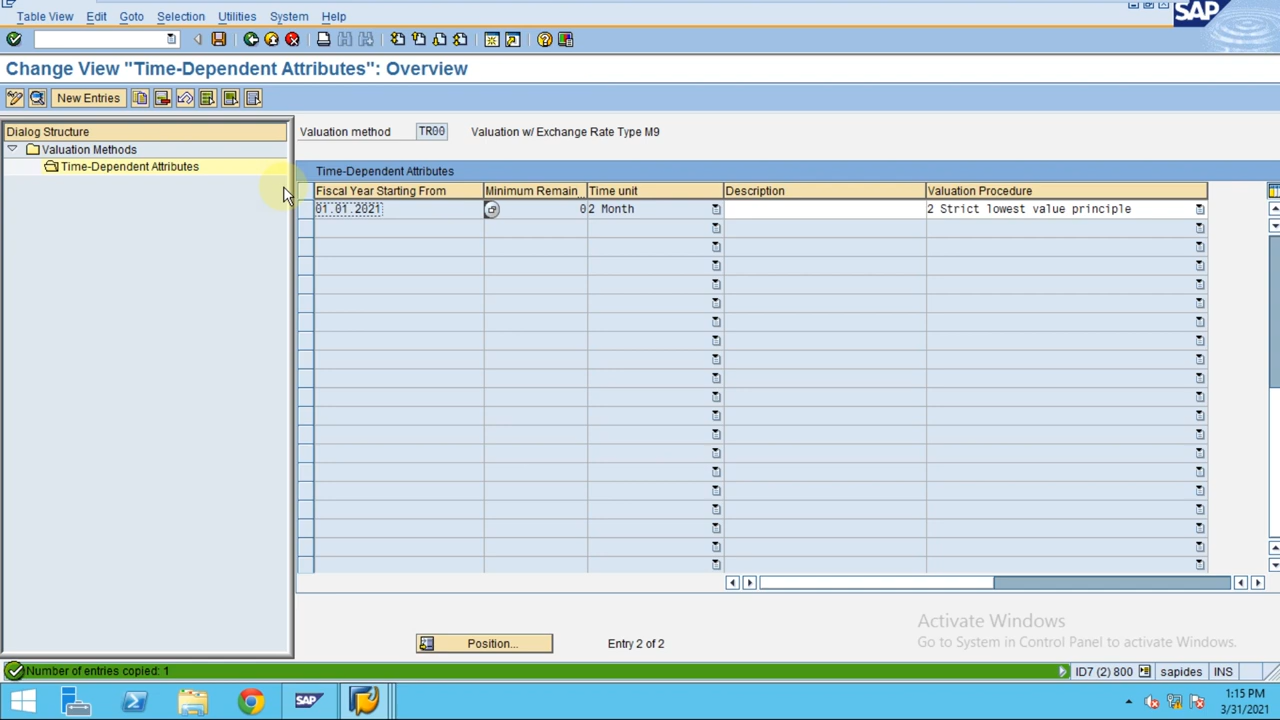 Table View Edit Goto Selection Utilities System Help
SAP
Change View "Time-Dependent Attributes": Overview
New Entries
Dialog Structure
Valuation Methods
Time-Dependent Attributes
Valuation method TR00 Valuation w/ Exchange Rate Type M9
Time-Dependent Attributes
Fiscal Year Starting From Minimum Remain... Time unit Description Valuation Procedure
01.01.2021 0 2 Month 2 Strict lowest value principle
Position... Entry 2 of 2
Activate Windows
Go to System in Control Panel to activate Windows.
Number of entries copied: 1 ID7 (2) 800 sapides INS
SAP
1:15 PM
3/31/2021